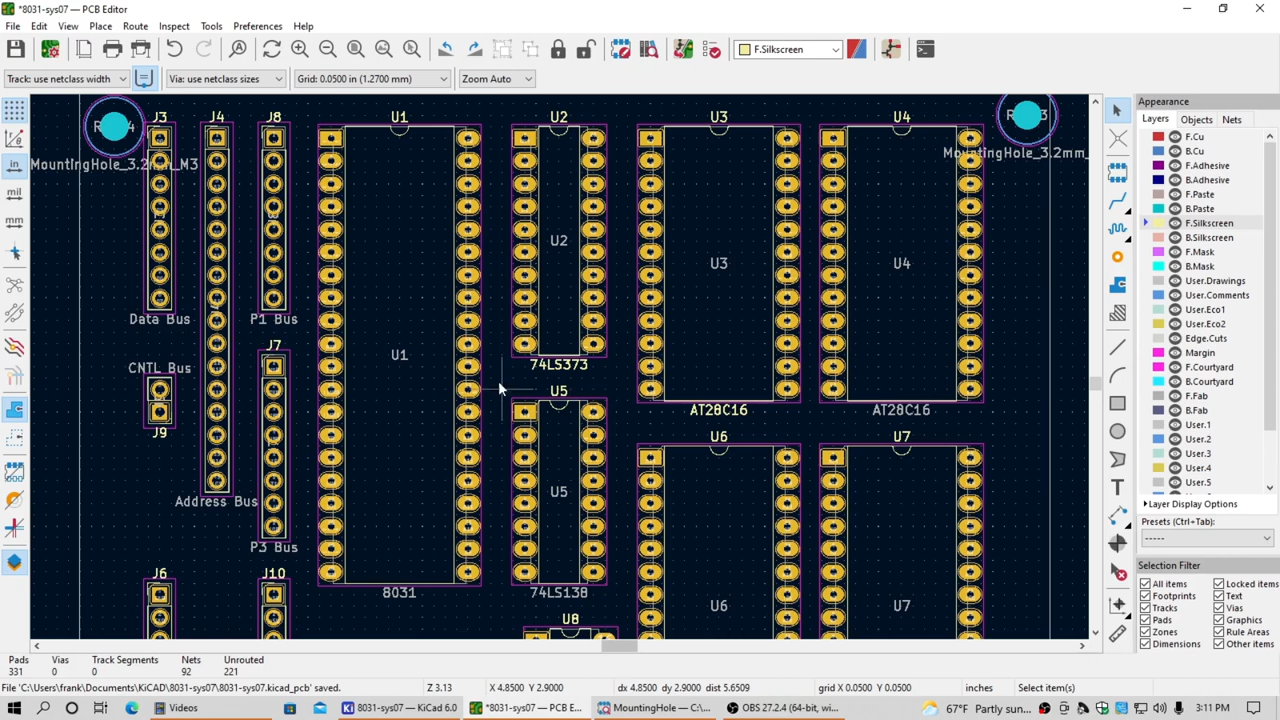 *8031-sys07 — PCB Editor
File Edit View Place Route Inspect Tools Preferences Help
F.Silkscreen
Track: use netclass width Via: use netclass sizes Grid: 0.0500 in (1.2700 mm) Zoom Auto
in
mil
mm
J3 J4 J8 U1 U2 U3 U4
MountingHole_3.2mm_M3
MountingHole_3.2mm_
U2
U3 U4
Data Bus P1 Bus
J7
U1
CNTL Bus 74LS373
U5
AT28C16 AT28C16
J9
U6 U7
U5
Address Bus
P3 Bus
J6 J10
8031 74LS138
U6 U7
U8
Appearance
Layers Objects Nets
F.Cu
B.Cu
F.Adhesive
B.Adhesive
F.Paste
B.Paste
F.Silkscreen
B.Silkscreen
F.Mask
B.Mask
User.Drawings
User.Comments
User.Eco1
User.Eco2
Edge.Cuts
Margin
F.Courtyard
B.Courtyard
F.Fab
B.Fab
User.1
User.2
User.3
User.4
User.5
Layer Display Options
Presets (Ctrl+Tab):
-----
Selection Filter
All items Locked items
Footprints Text
Tracks Vias
Pads Graphics
Zones Rule Areas
Dimensions Other items
Pads Vias Track Segments Nets Unrouted
331 0 0 92 221
File 'C:\Users\frank\Documents\KiCAD\8031-sys07\8031-sys07.kicad_pcb' saved. Z 3.13 X 4.8500 Y 2.9000 dx 4.8500 dy 2.9000 dist 5.6509 grid X 0.0500 Y 0.0500 inches Select item(s)
Videos 8031-sys07 — KiCad 6.0 *8031-sys07 — PCB E... MountingHole — C:\... OBS 27.2.4 (64-bit, wi... 67°F Partly sun... 3:11 PM